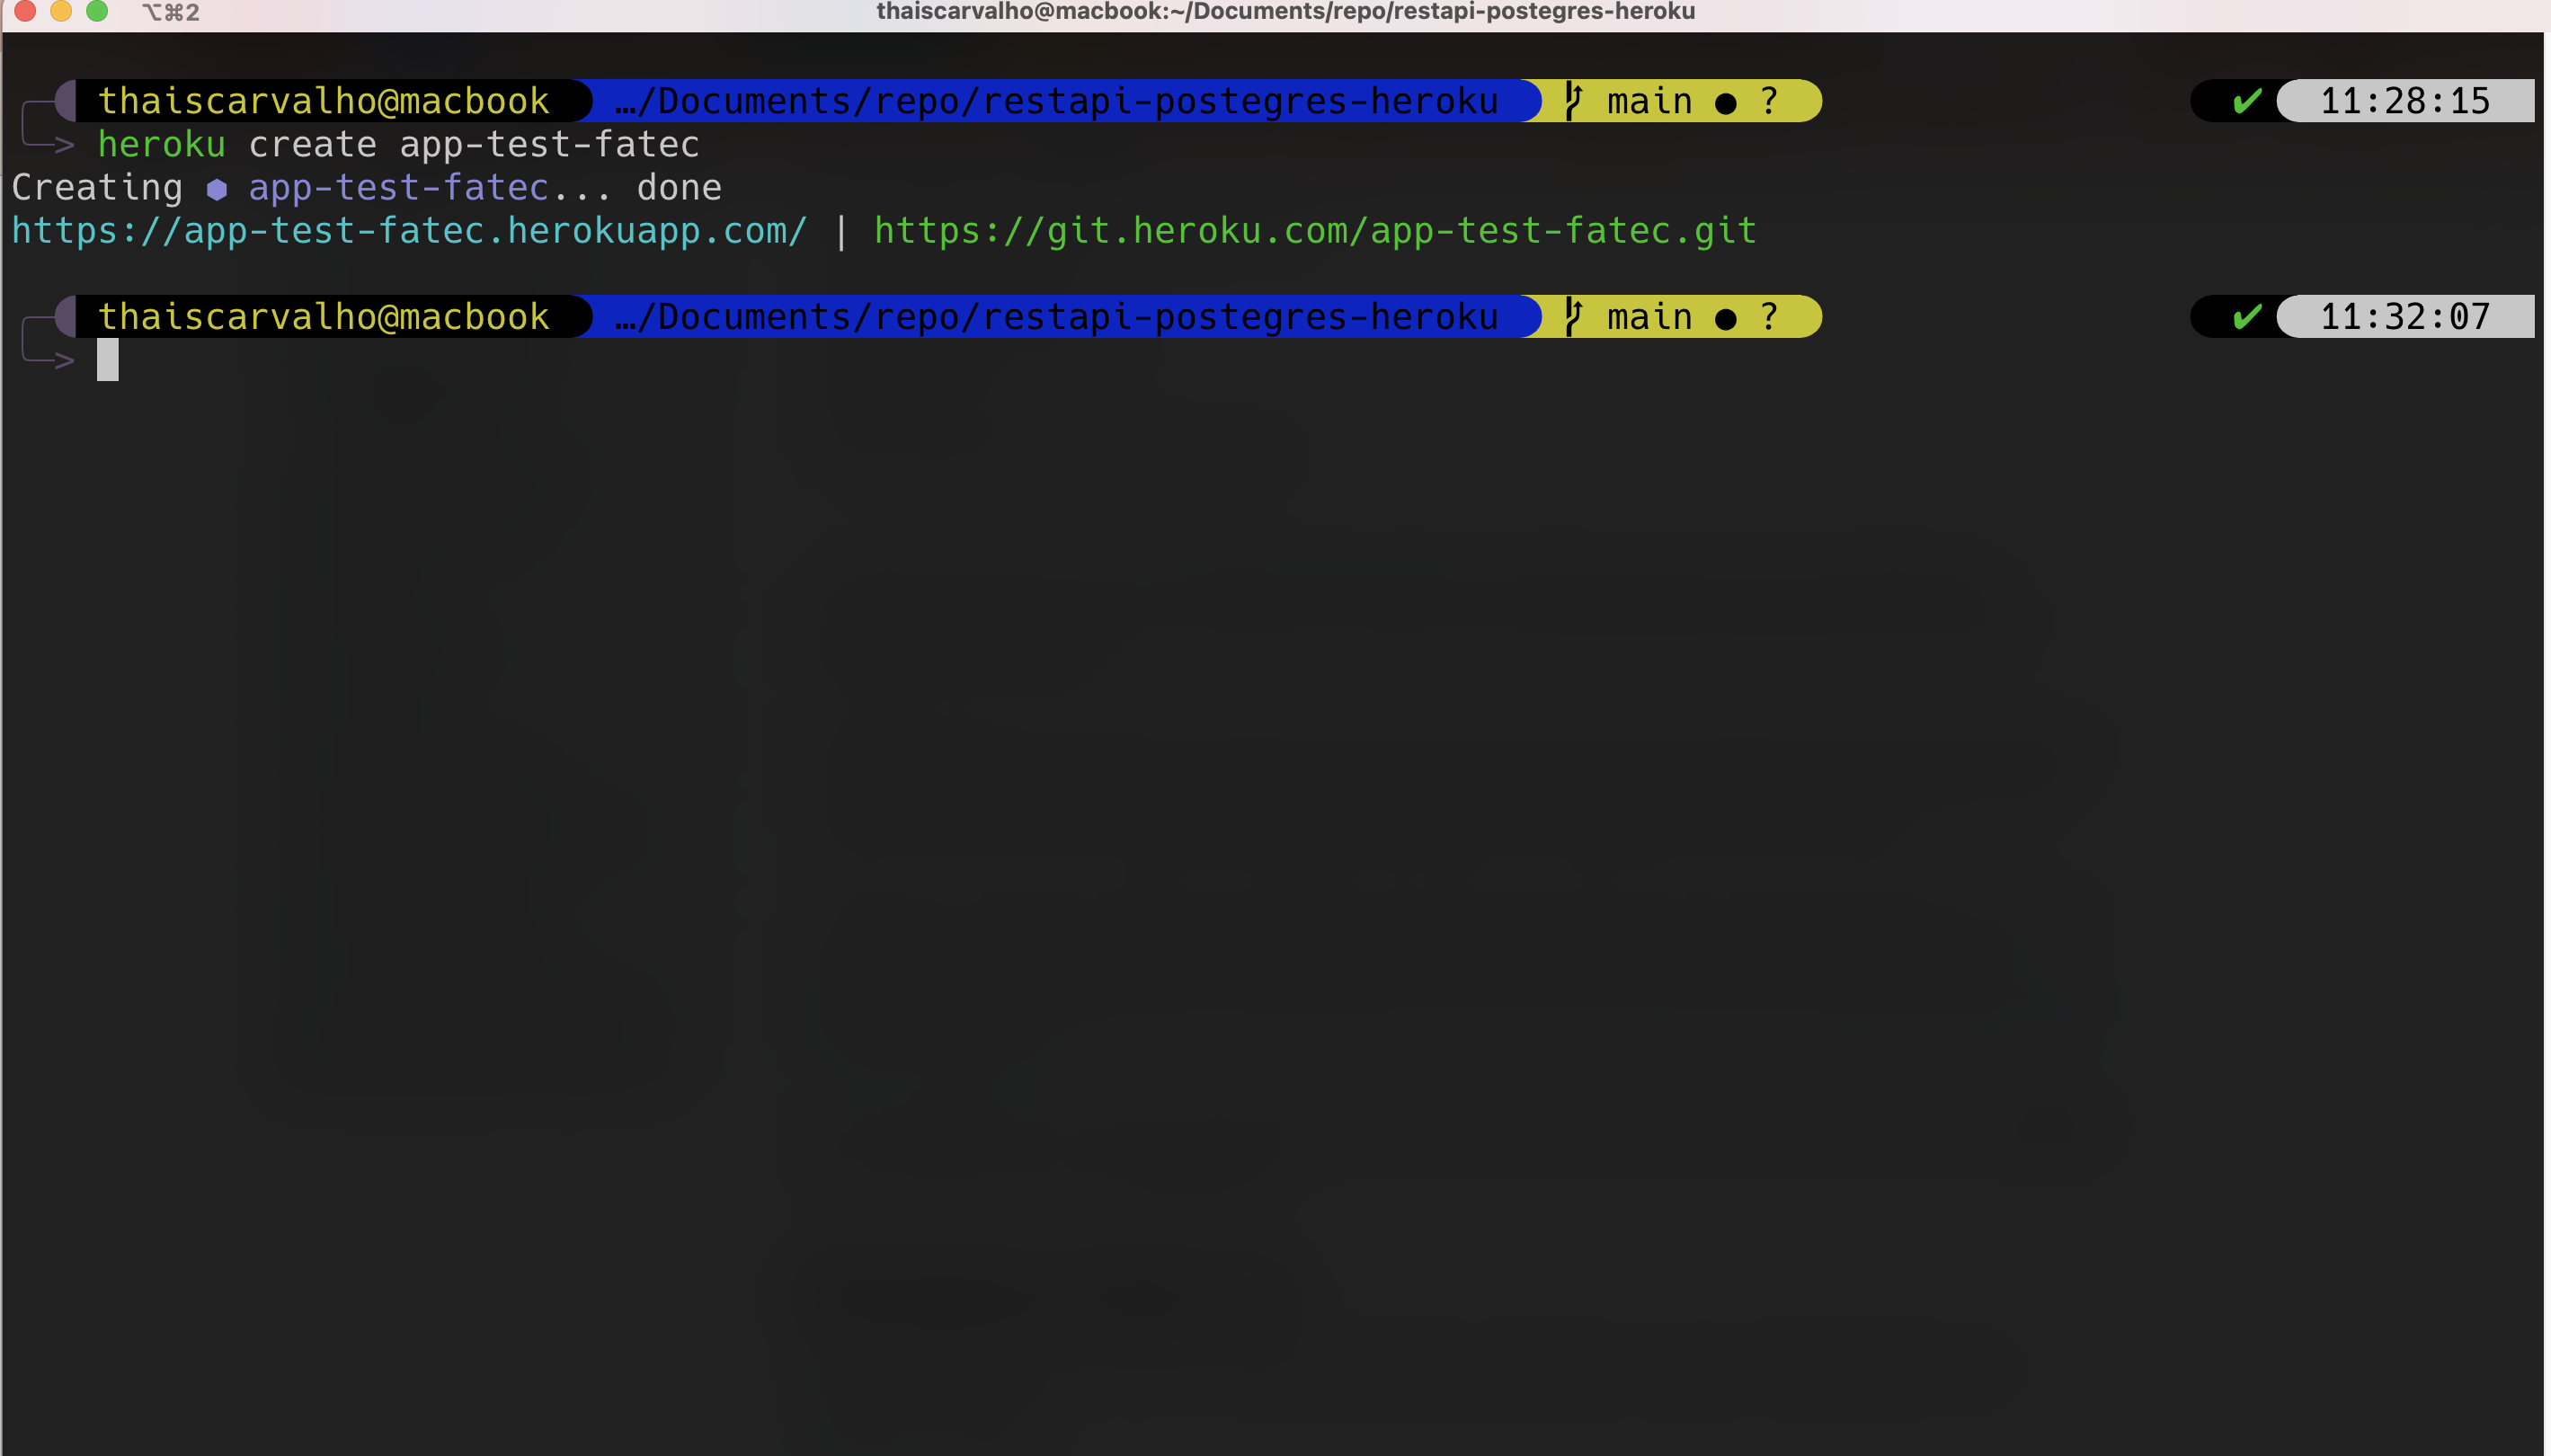 ⌥⌘2 thaiscarvalho@macbook:~/Documents/repo/restapi-postegres-heroku
thaiscarvalho@macbook …/Documents/repo/restapi-postegres-heroku main ● ? ✔ 11:28:15
> heroku create app-test-fatec
Creating ⬢ app-test-fatec... done
https://app-test-fatec.herokuapp.com/ | https://git.heroku.com/app-test-fatec.git
thaiscarvalho@macbook …/Documents/repo/restapi-postegres-heroku main ● ? ✔ 11:32:07
>